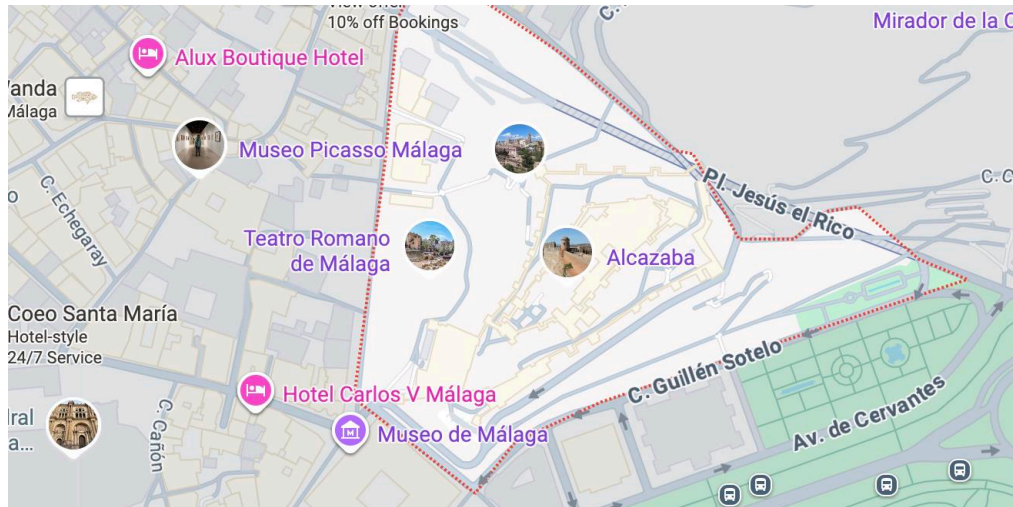 10% off Bookings
Mirador de la C
Alux Boutique Hotel
Málaga
Museo Picasso Málaga
Pl. Jesús el Rico
C. Echegaray
Teatro Romano
de Málaga
Alcazaba
Coeo Santa María
Hotel-style
24/7 Service
C. Guillén Sotelo
Hotel Carlos V Málaga
Av. de Cervantes
Museo de Málaga
C. Cañón